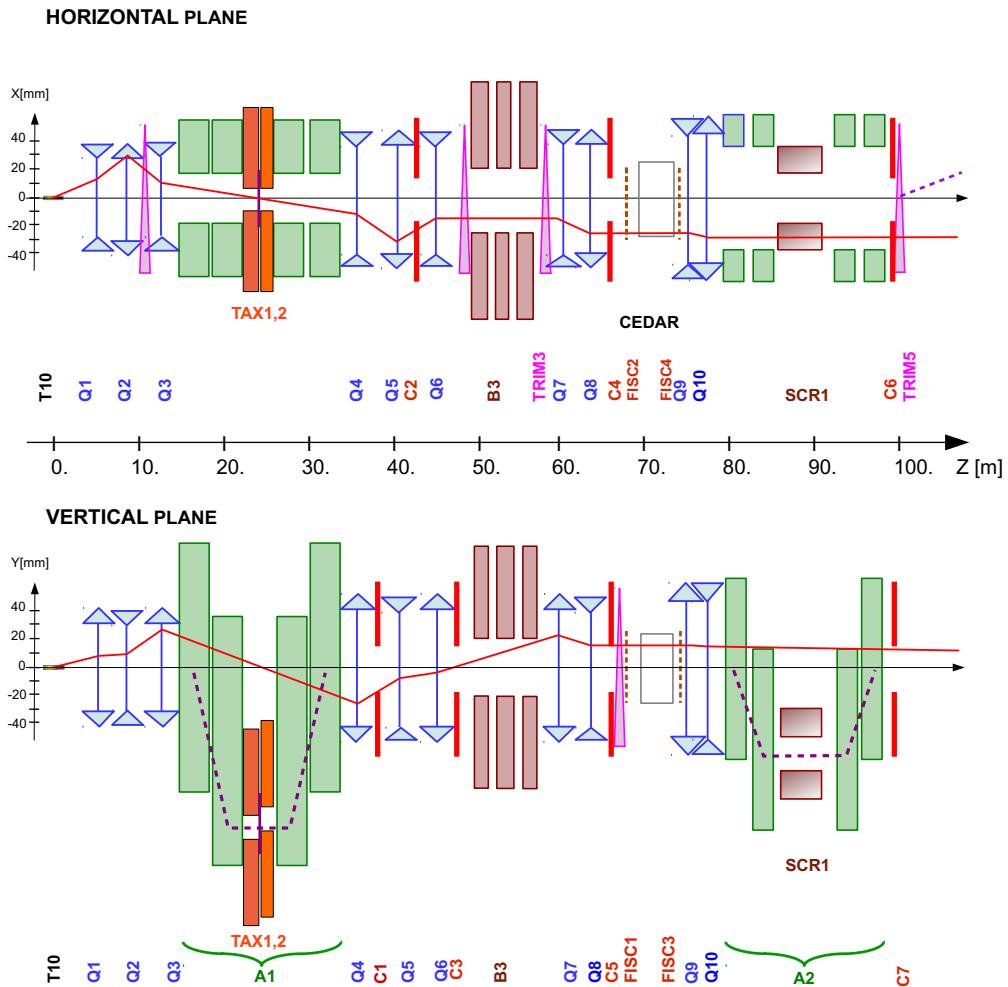 HORIZONTAL PLANE
X[mm]
40
20
0
-20
-40
TAX1,2
CEDAR
T10 Q1 Q2 Q3 Q4 Q5 C2 Q6 B3 TRIM3 Q7 Q8 C4 FISC2 FISC4 Q9 Q10 SCR1 C6 TRIM5
0. 10. 20. 30. 40. 50. 60. 70. 80. 90. 100. Z [m]
VERTICAL PLANE
Y[mm]
40
20
0
-20
-40
SCR1
TAX1,2
T10 Q1 Q2 Q3 A1 Q4 C1 Q5 Q6 C3 B3 Q7 Q8 C5 FISC1 FISC3 Q9 Q10 A2 C7